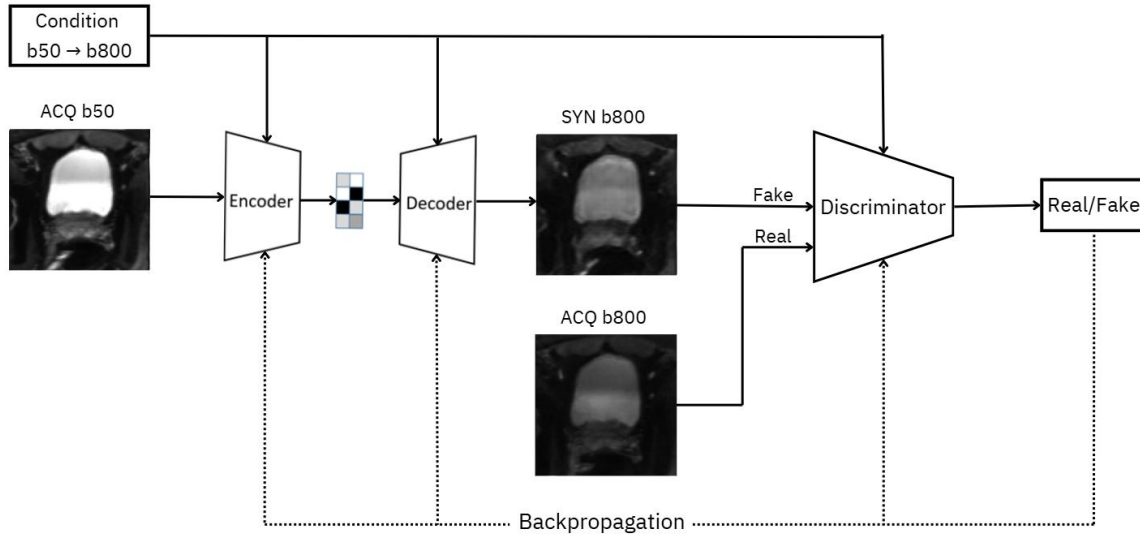 Condition
b50 → b800
ACQ b50
SYN b800
Encoder
Decoder
Fake
Real
Discriminator
Real/Fake
ACQ b800
Backpropagation